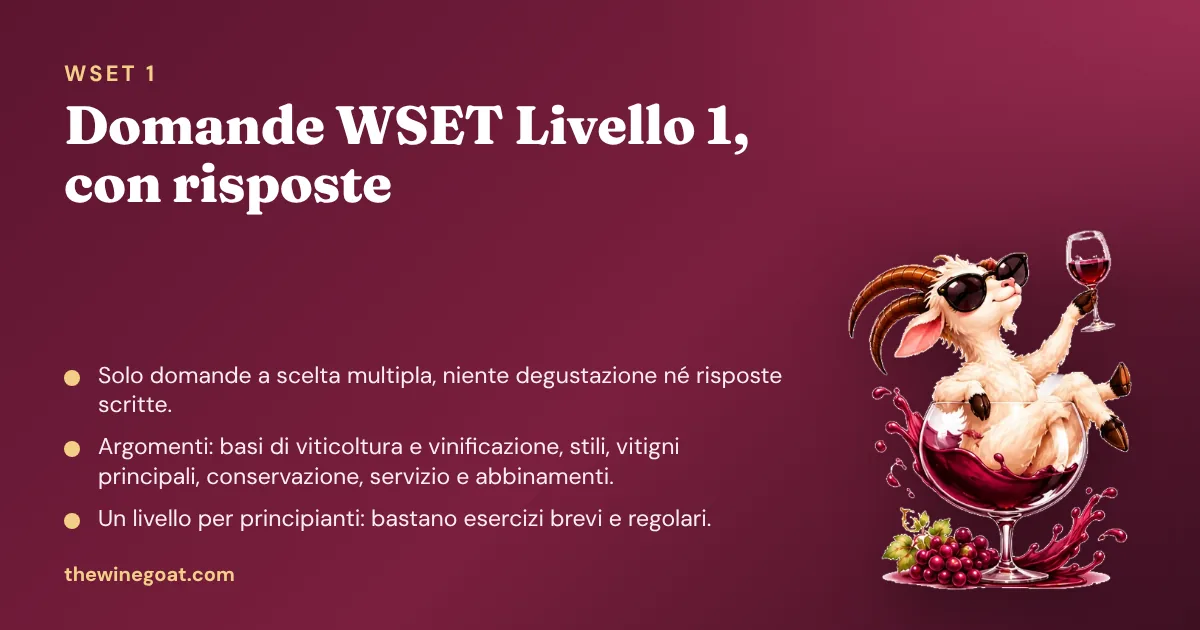 WSET 1
Domande WSET Livello 1,
con risposte
Solo domande a scelta multipla, niente degustazione né risposte
scritte.
Argomenti: basi di viticoltura e vinificazione, stili, vitigni
principali, conservazione, servizio e abbinamenti.
Un livello per principianti: bastano esercizi brevi e regolari.
thewinegoat.com